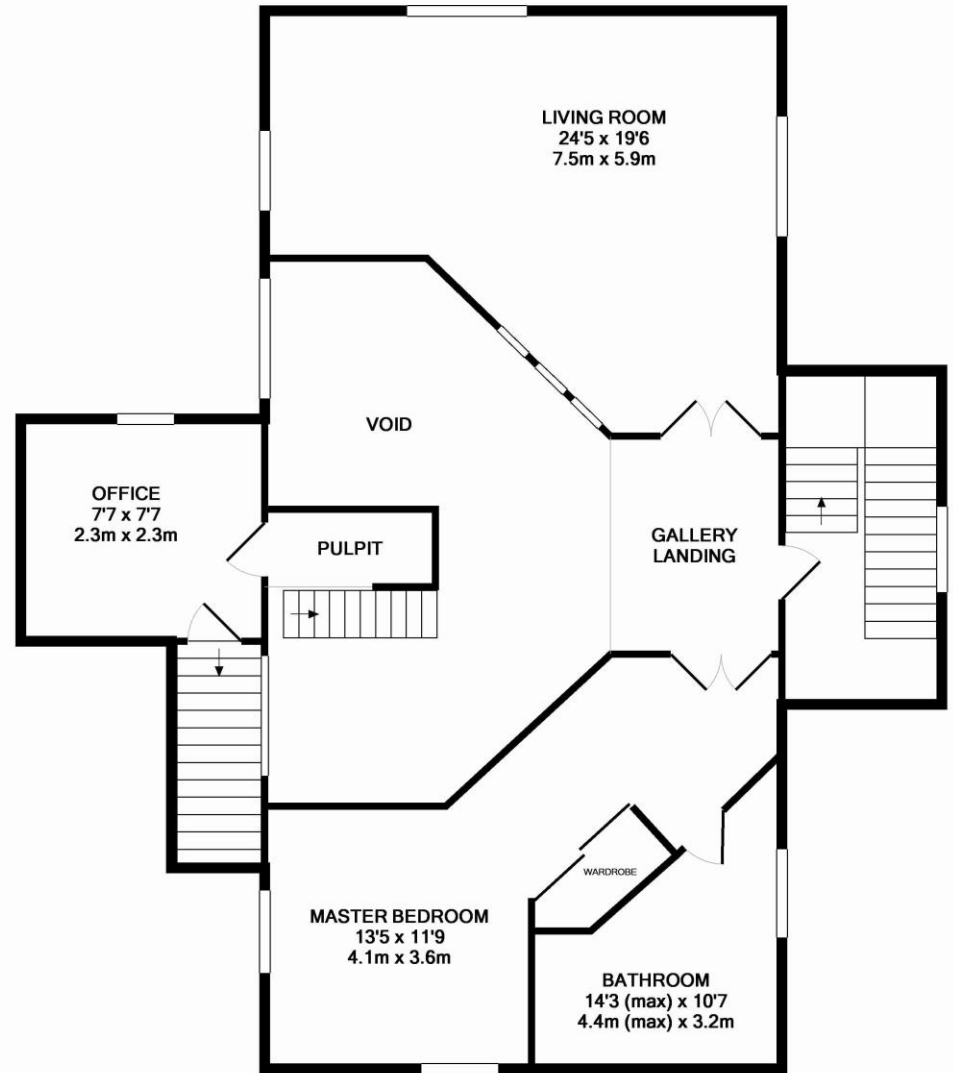 LIVING ROOM
24'5 x 19'6
7.5m x 5.9m
VOID
OFFICE
7'7 x 7'7
2.3m x 2.3m
PULPIT
GALLERY
LANDING
WARDROBE
MASTER BEDROOM
13'5 x 11'9
4.1m x 3.6m
BATHROOM
14'3 (max) x 10'7
4.4m (max) x 3.2m